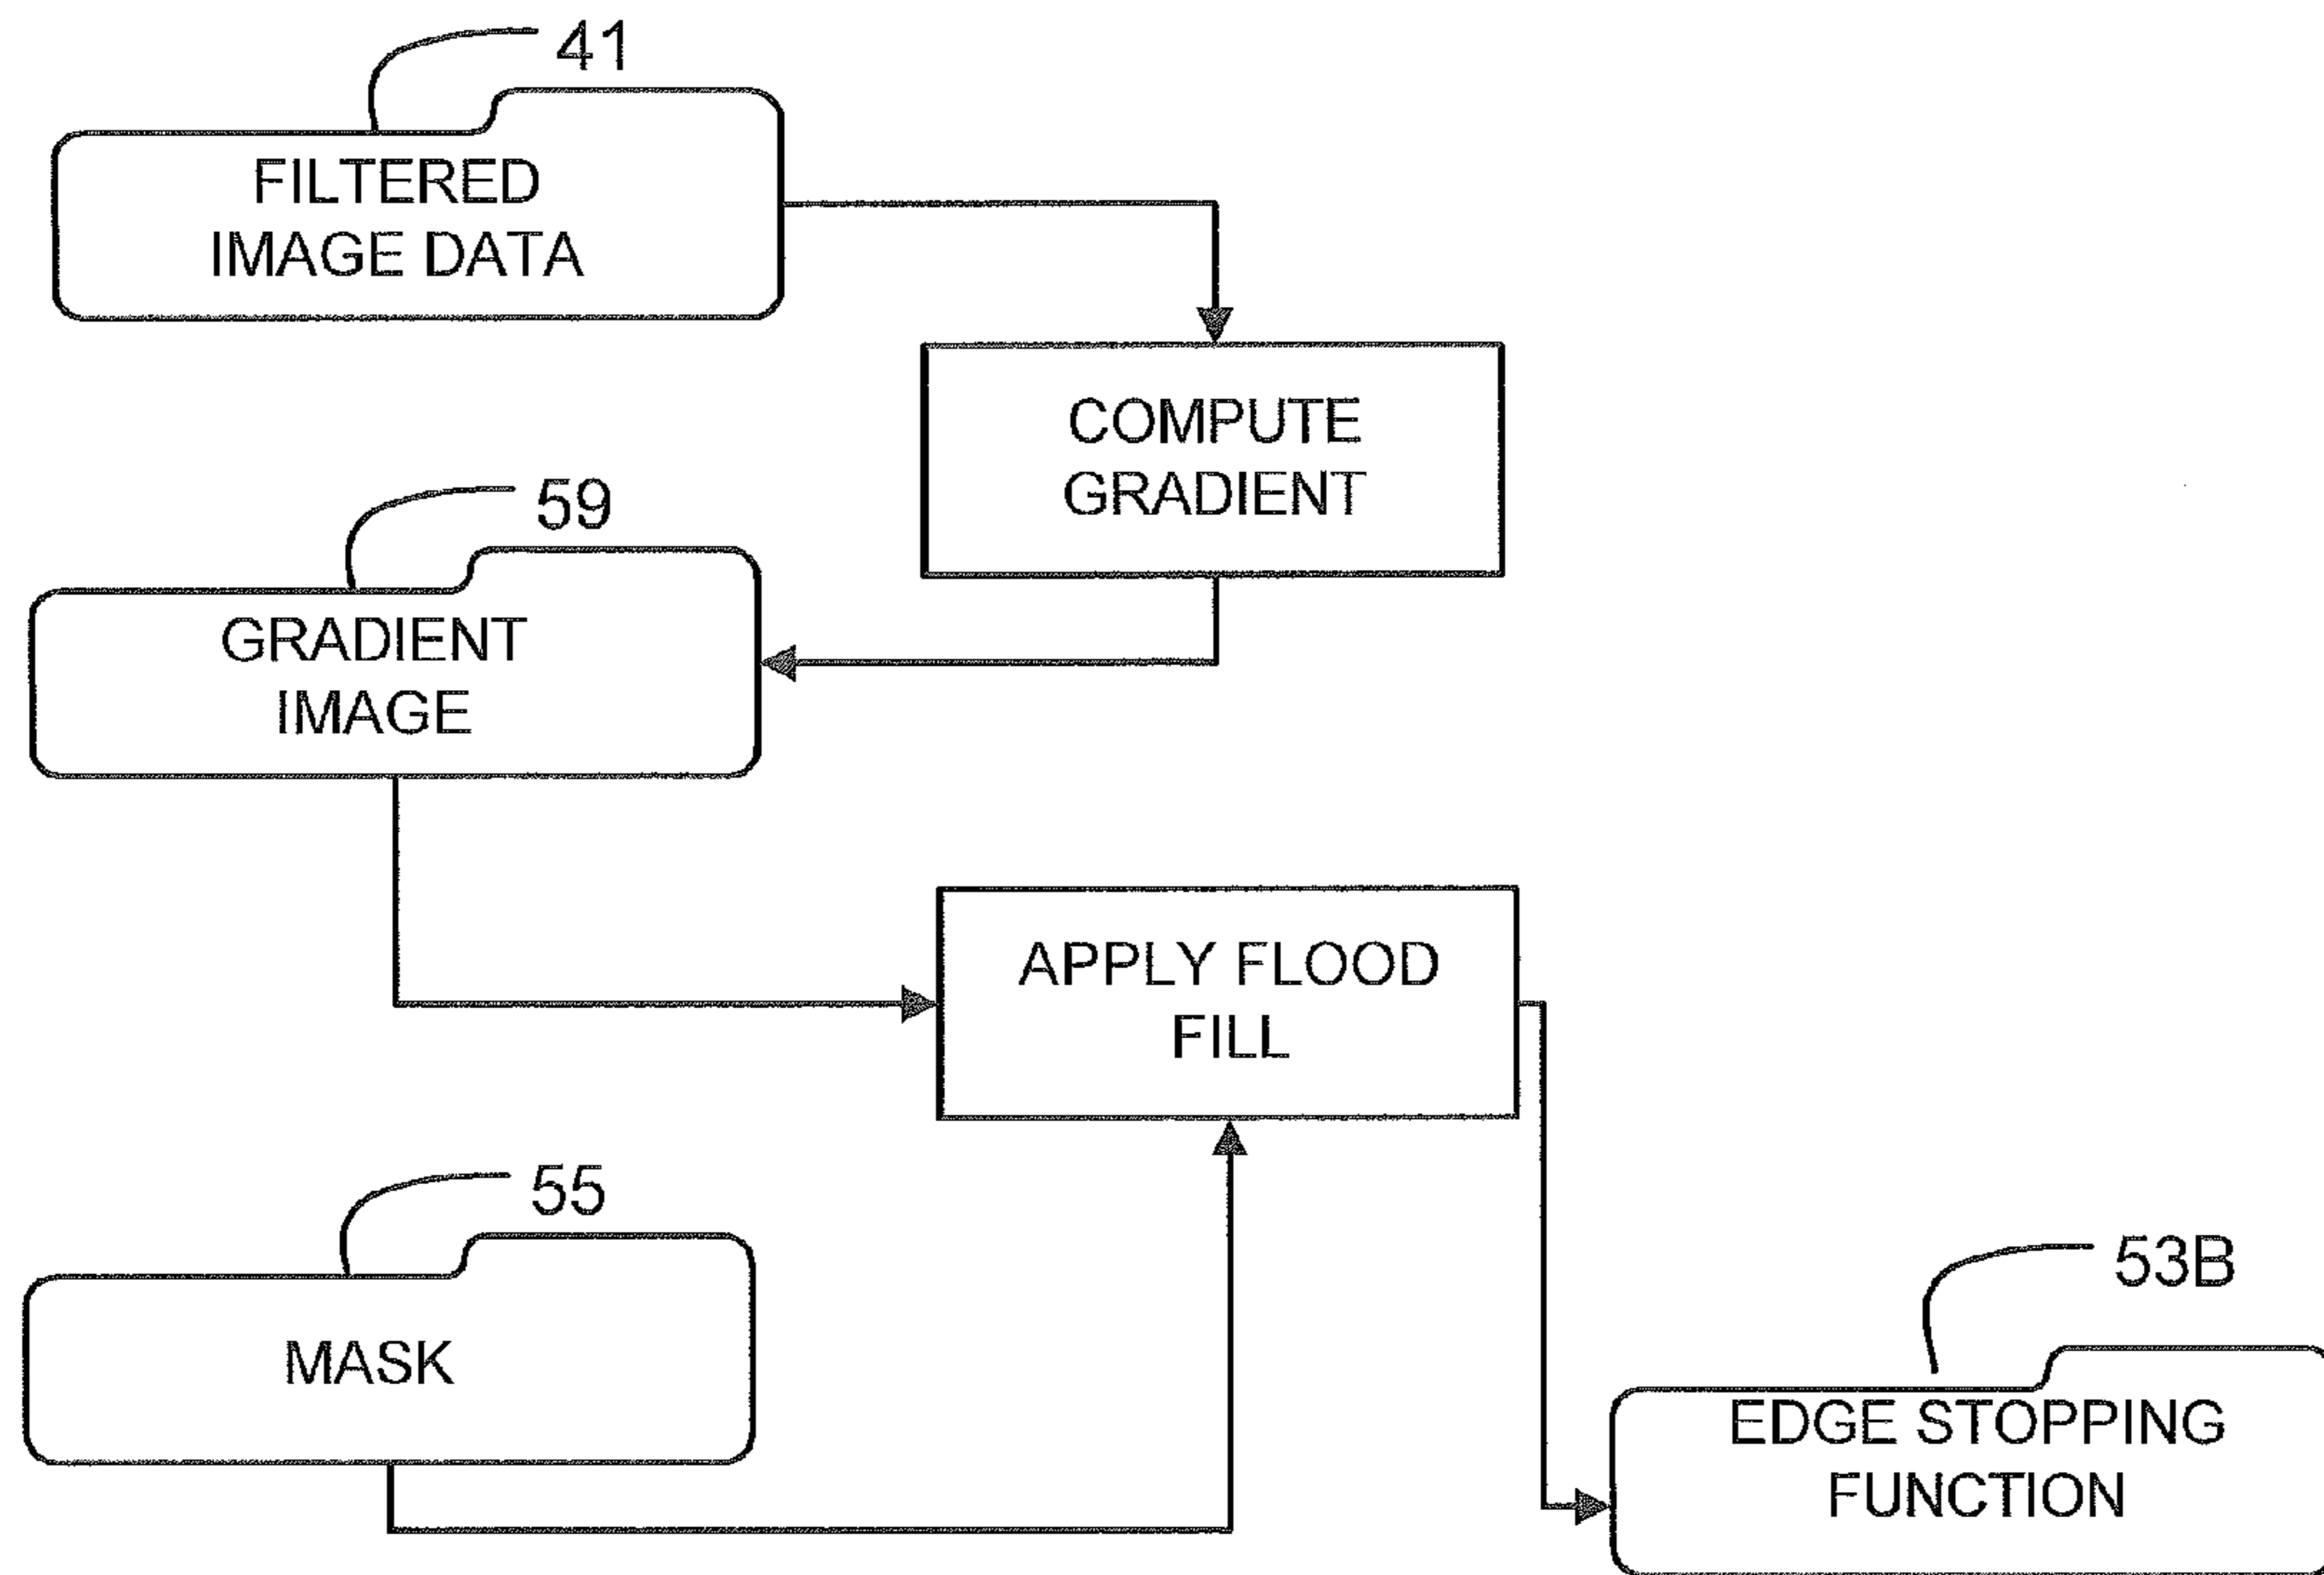 41
FILTERED
IMAGE DATA
COMPUTE
GRADIENT
59
GRADIENT
IMAGE
APPLY FLOOD
FILL
55
MASK
53B
EDGE STOPPING
FUNCTION